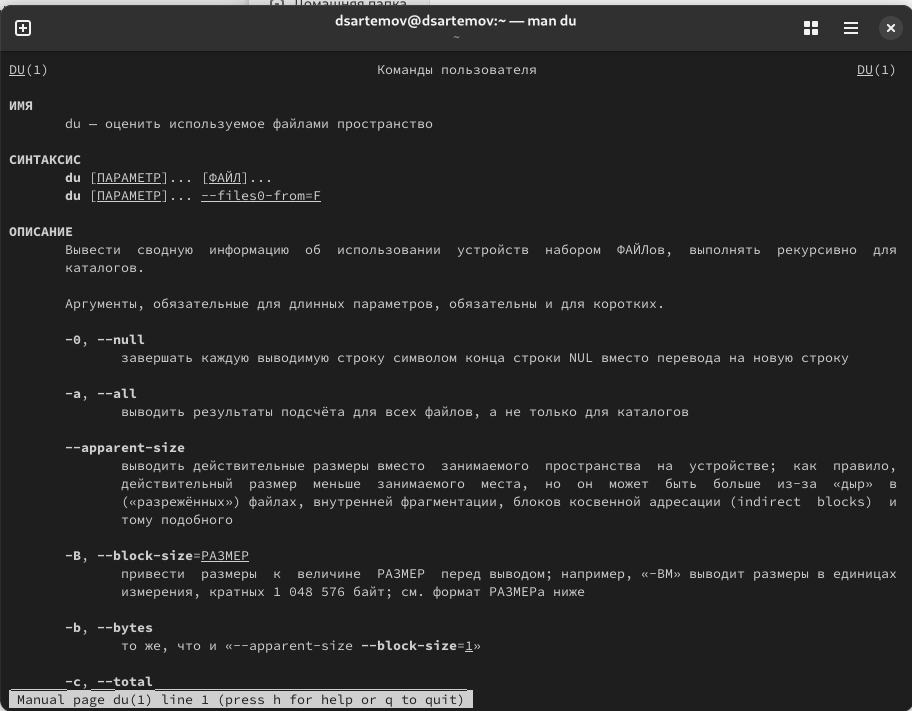 Домашняя папка
dsartemov@dsartemov:~ — man du
~
DU(1) Команды пользователя DU(1)
ИМЯ
du – оценить используемое файлами пространство
СИНТАКСИС
du [ПАРАМЕТР]... [ФАЙЛ]...
du [ПАРАМЕТР]... --files0-from=F
ОПИСАНИЕ
Вывести сводную информацию об использовании устройств набором ФАЙЛов, выполнять рекурсивно для
каталогов.
Аргументы, обязательные для длинных параметров, обязательны и для коротких.
-0, --null
завершать каждую выводимую строку символом конца строки NUL вместо перевода на новую строку
-a, --all
выводить результаты подсчёта для всех файлов, а не только для каталогов
--apparent-size
выводить действительные размеры вместо занимаемого пространства на устройстве; как правило,
действительный размер меньше занимаемого места, но он может быть больше из-за «дыр» в
(«разрежённых») файлах, внутренней фрагментации, блоков косвенной адресации (indirect blocks) и
тому подобного
-B, --block-size=РАЗМЕР
привести размеры к величине РАЗМЕР перед выводом; например, «-BM» выводит размеры в единицах
измерения, кратных 1 048 576 байт; см. формат РАЗМЕРа ниже
-b, --bytes
то же, что и «--apparent-size --block-size=1»
-c, --total
Manual page du(1) line 1 (press h for help or q to quit)